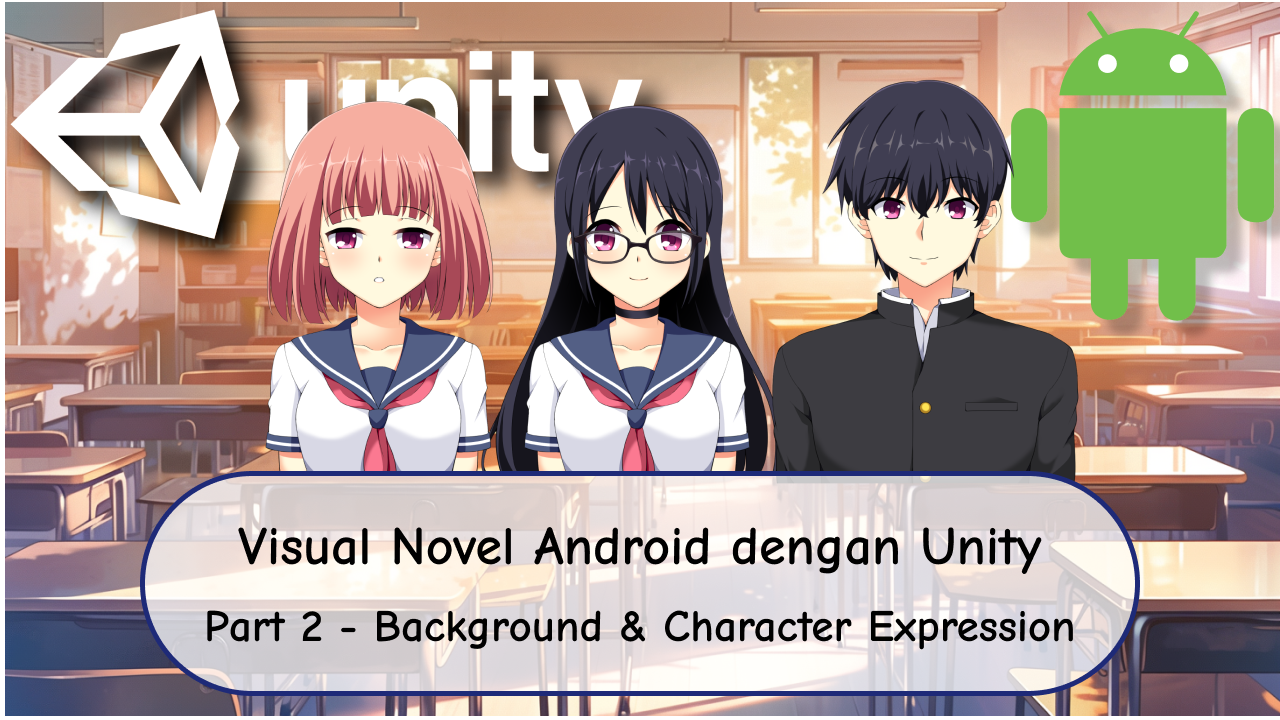 unity
Visual Novel Android dengan Unity
Part 2 - Background & Character Expression